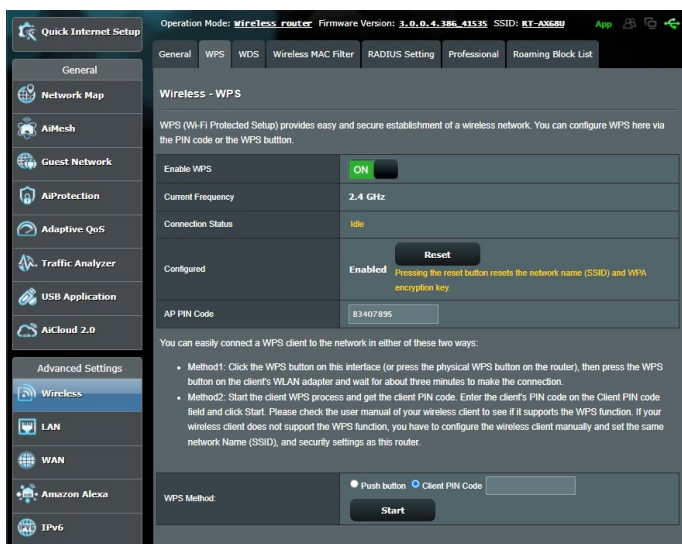 Quick Internet Setup
Operation Mode: Wireless router Firmware Version: 3.0.0.4.386_41535 SSID: RT-AX68U App
General WPS WDS Wireless MAC Filter RADIUS Setting Professional Roaming Block List
General
Network Map
AiMesh
Guest Network
AiProtection
Adaptive QoS
Traffic Analyzer
USB Application
AiCloud 2.0
Advanced Settings
Wireless
LAN
WAN
Amazon Alexa
IPv6
Wireless - WPS
WPS (Wi-Fi Protected Setup) provides easy and secure establishment of a wireless network. You can configure WPS here via
the PIN code or the WPS buttton.
Enable WPS ON
Current Frequency 2.4 GHz
Connection Status Idle
Configured Enabled Reset
Pressing the reset button resets the network name (SSID) and WPA
encryption key.
AP PIN Code 83407895
You can easily connect a WPS client to the network in either of these two ways:
• Method1: Click the WPS button on this interface (or press the physical WPS button on the router), then press the WPS
button on the client's WLAN adapter and wait for about three minutes to make the connection.
• Method2: Start the client WPS process and get the client PIN code. Enter the client's PIN code on the Client PIN code
field and click Start. Please check the user manual of your wireless client to see if it supports the WPS function. If your
wireless client does not support the WPS function, you have to configure the wireless client manually and set the same
network Name (SSID), and security settings as this router.
WPS Method: Push button Client PIN Code
Start